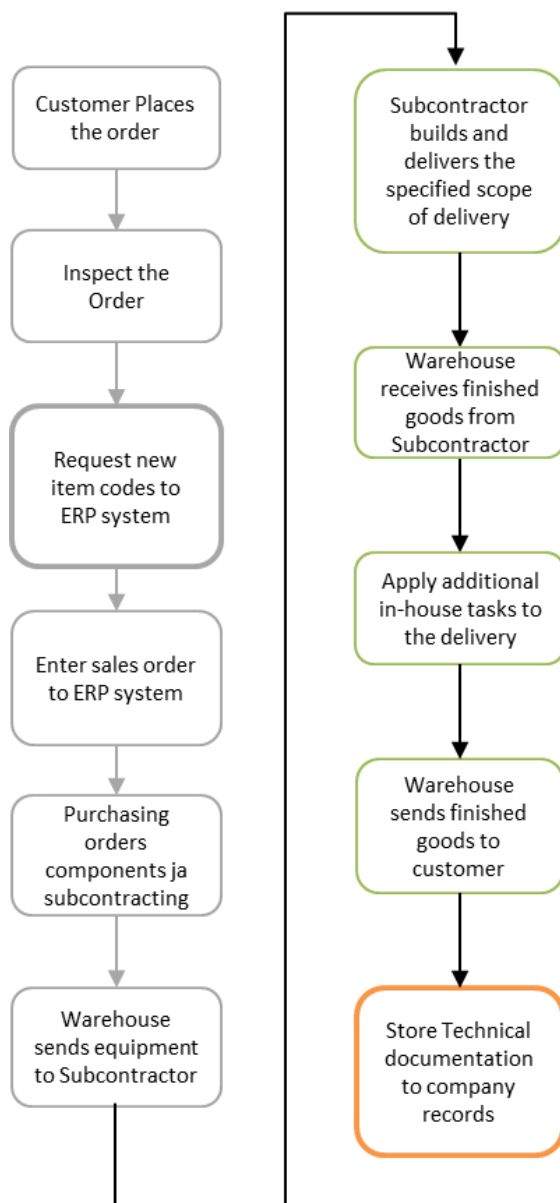 Customer Places
the order
Inspect the
Order
Request new
item codes to
ERP system
Enter sales order
to ERP system
Purchasing
orders
components ja
subcontracting
Warehouse
sends equipment
to Subcontractor
Subcontractor
builds and
delivers the
specified scope
of delivery
Warehouse
receives finished
goods from
Subcontractor
Apply additional
in-house tasks to
the delivery
Warehouse
sends finished
goods to
customer
Store Technical
documentation
to company
records